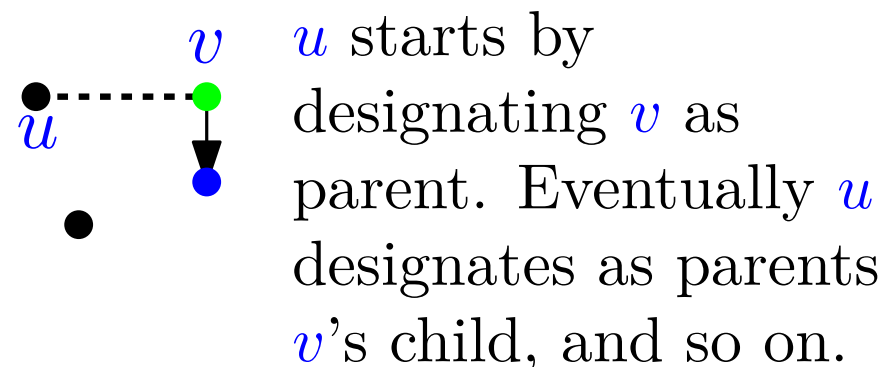 v
u
u starts by
designating v as
parent. Eventually u
designates as parents
v's child, and so on.